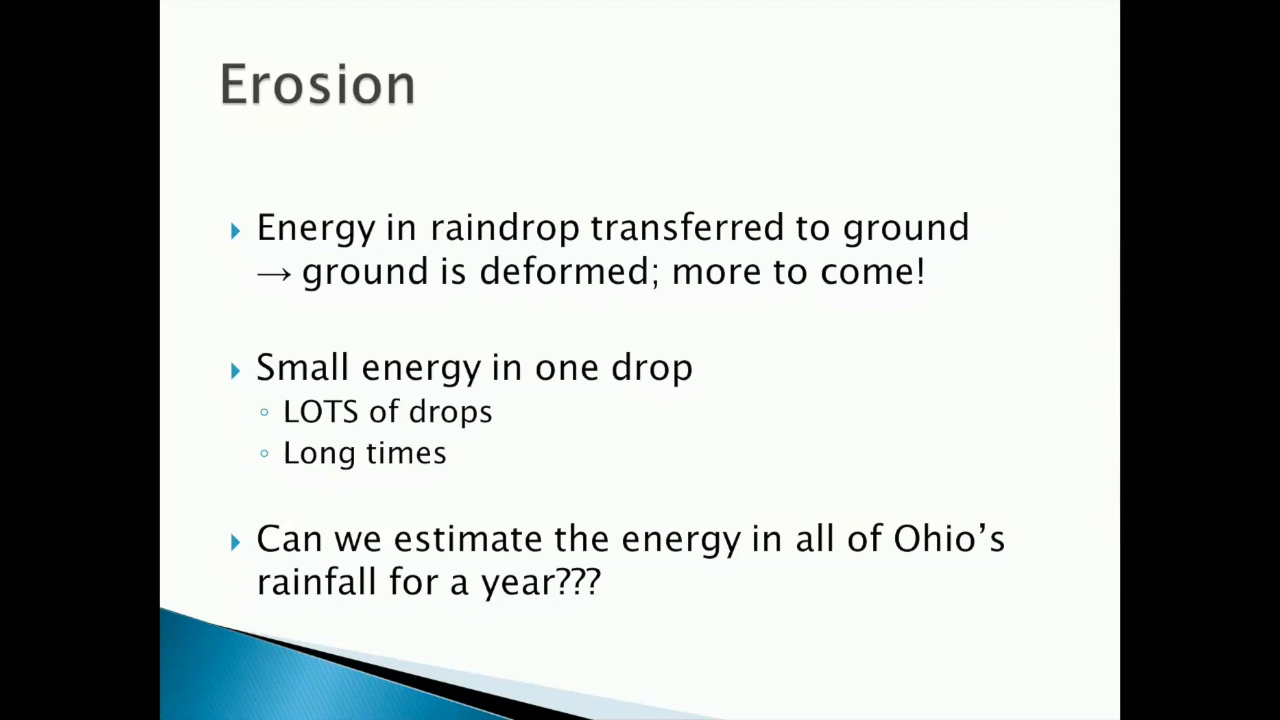 Erosion
Energy in raindrop transferred to ground
→ ground is deformed; more to come!
Small energy in one drop
LOTS of drops
Long times
Can we estimate the energy in all of Ohio’s
rainfall for a year???